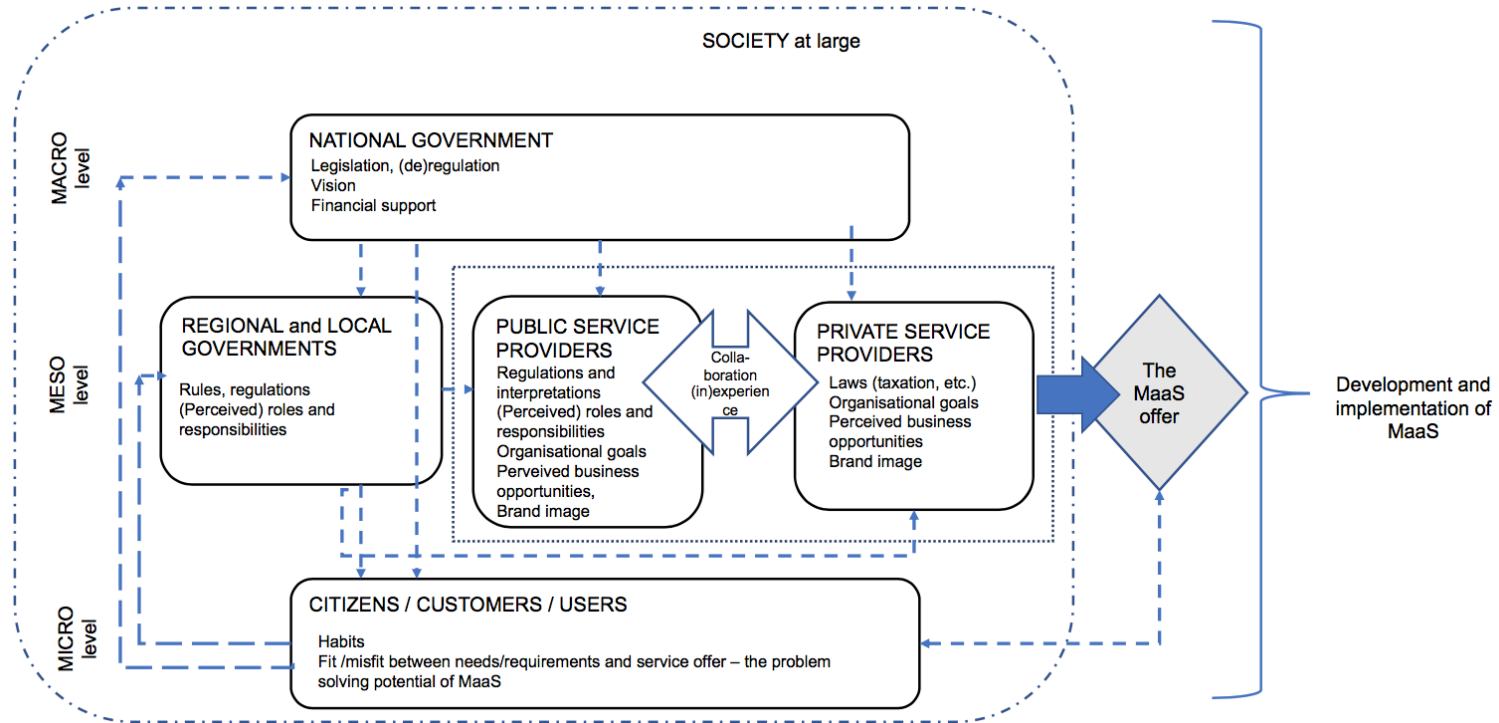 SOCIETY at large
MACRO
level
NATIONAL GOVERNMENT
Legislation, (de)regulation
Vision
Financial support
MESO
level
REGIONAL and LOCAL
GOVERNMENTS
Rules, regulations
(Perceived) roles and
responsibilities
PUBLIC SERVICE
PROVIDERS
Regulations and
interpretations
(Perceived) roles and
responsibilities
Organisational goals
Perveived business
opportunities,
Brand image
Colla-
boration
(in)experien
ce
PRIVATE SERVICE
PROVIDERS
Laws (taxation, etc.)
Organisational goals
Perceived business
opportunities
Brand image
The
MaaS
offer
Development and
implementation of
MaaS
MICRO
level
CITIZENS / CUSTOMERS / USERS
Habits
Fit /misfit between needs/requirements and service offer – the problem
solving potential of MaaS